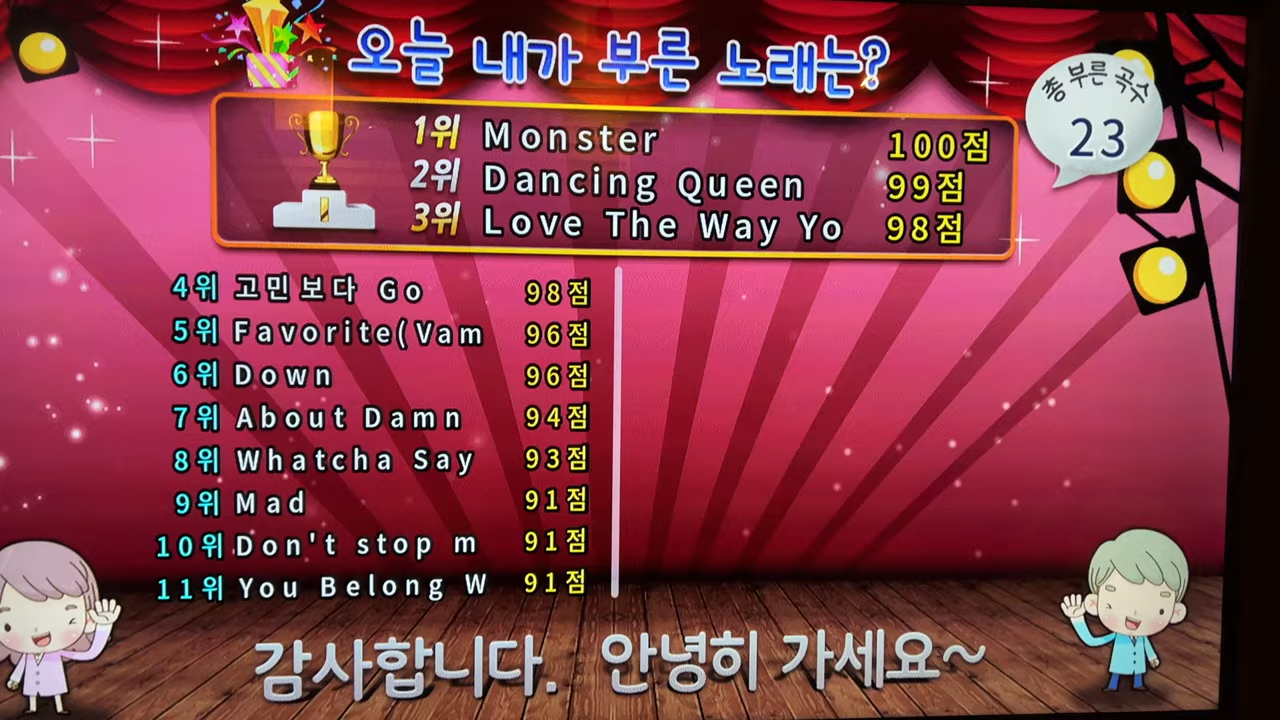 오늘 내가 부른 노래는?
총 부른 곡수
23
1위 Monster 100점
2위 Dancing Queen 99점
3위 Love The Way Yo 98점
4위 고민보다 Go 98점
5위 Favorite(Vam 96점
6위 Down 96점
7위 About Damn 94점
8위 Whatcha Say 93점
9위 Mad 91점
10위 Don't stop m 91점
11위 You Belong W 91점
감사합니다. 안녕히 가세요~